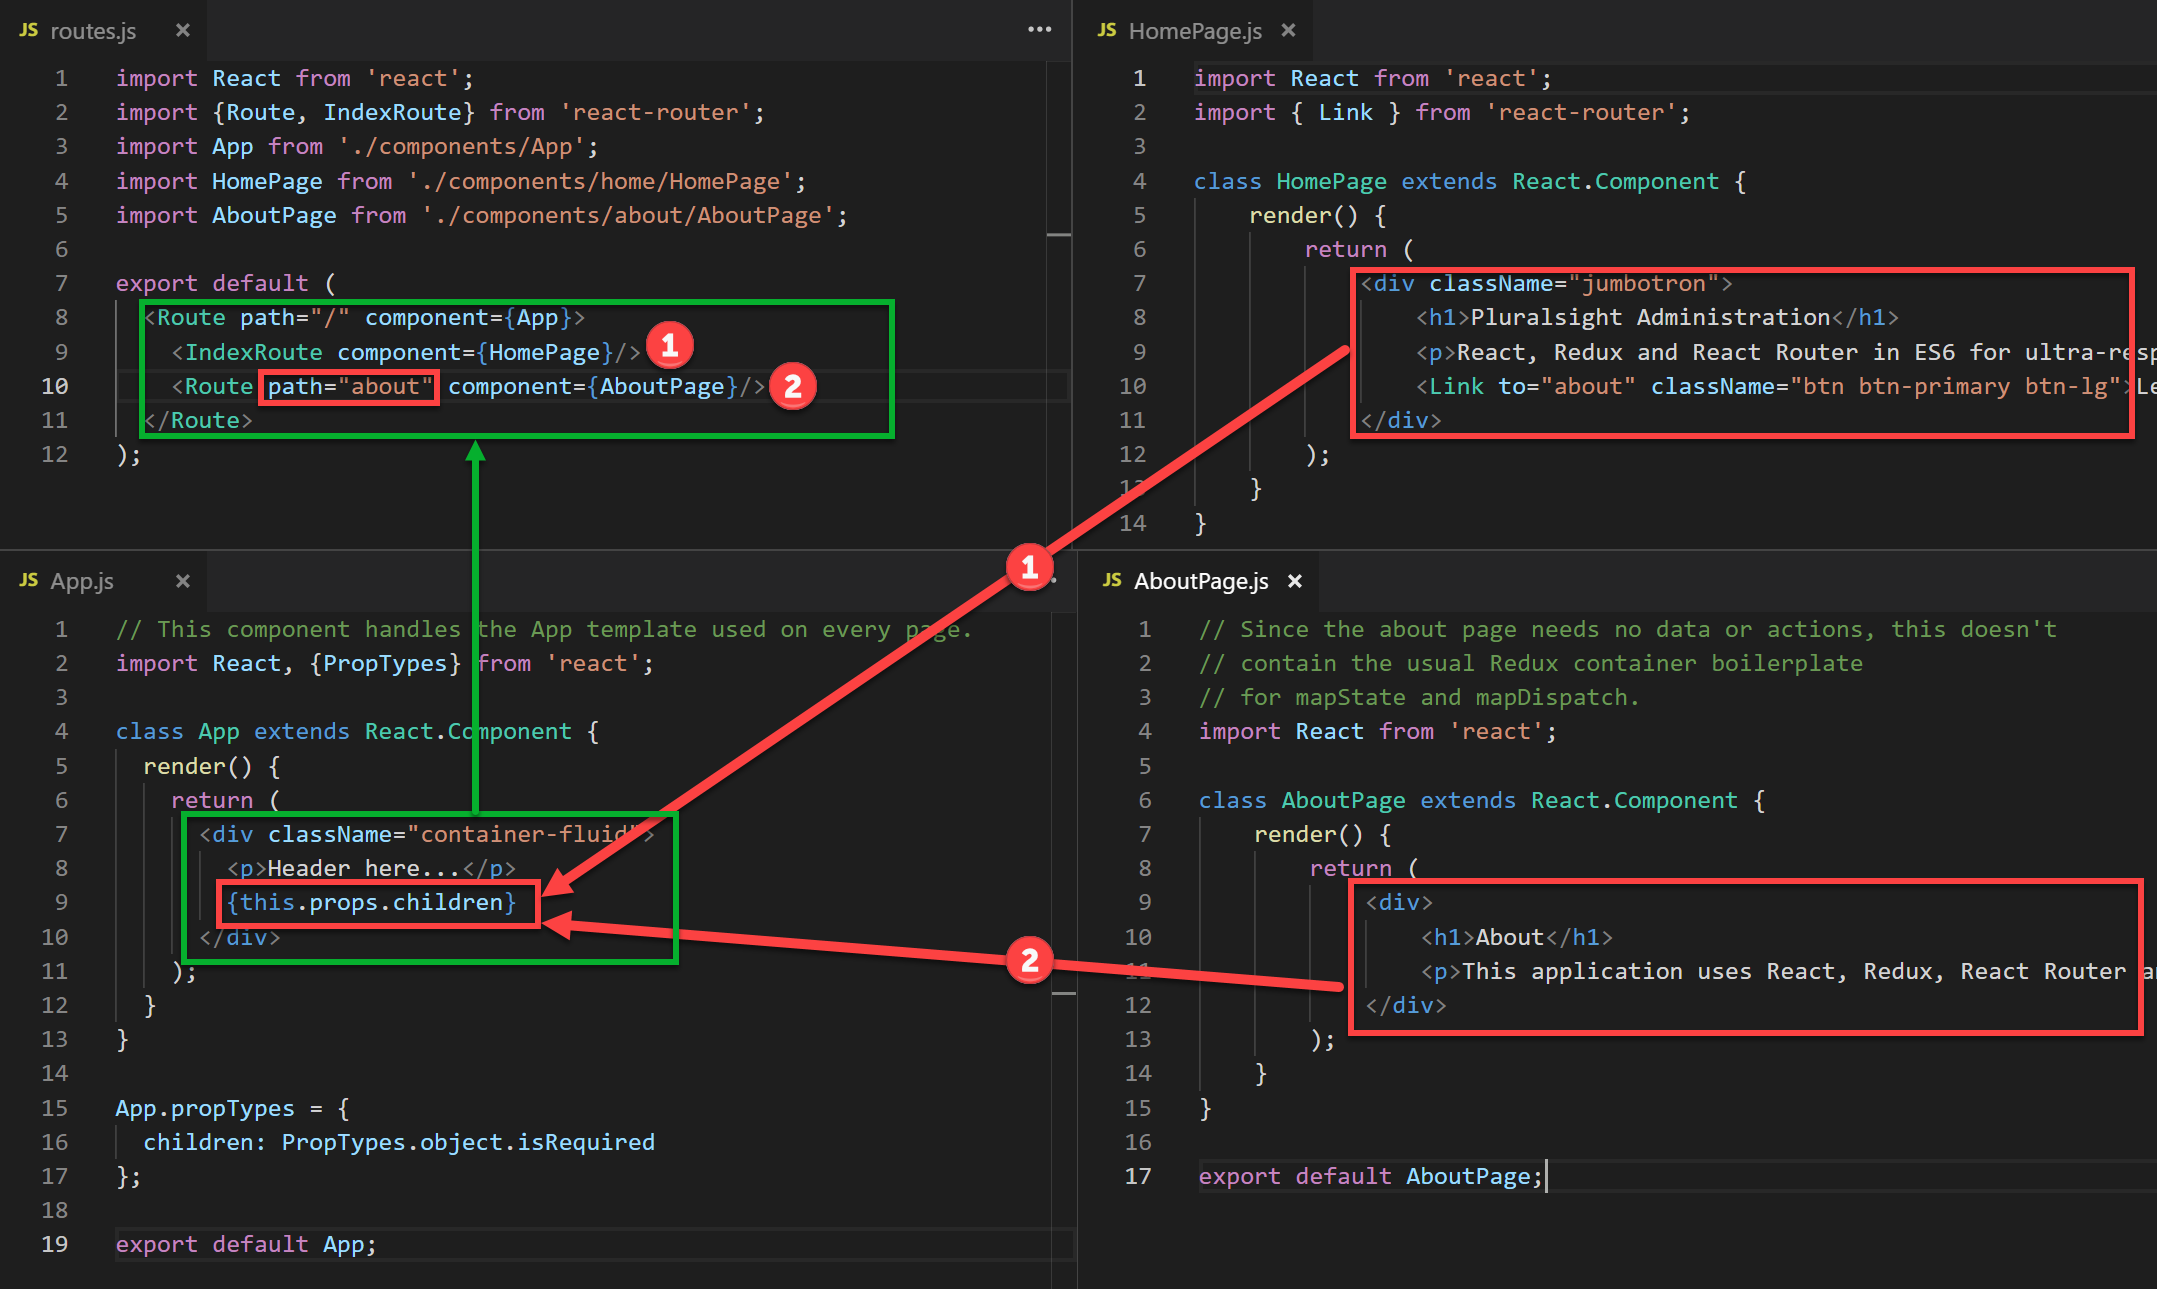 JS routes.js × ...
1 import React from 'react';
2 import {Route, IndexRoute} from 'react-router';
3 import App from './components/App';
4 import HomePage from './components/home/HomePage';
5 import AboutPage from './components/about/AboutPage';
6
7 export default (
8 <Route path="/" component={App}>
9 <IndexRoute component={HomePage}/> 1
10 <Route path="about" component={AboutPage}/> 2
11 </Route>
12 );
JS HomePage.js ×
1 import React from 'react';
2 import { Link } from 'react-router';
3
4 class HomePage extends React.Component {
5 render() {
6 return (
7 <div className="jumbotron">
8 <h1>Pluralsight Administration</h1>
9 <p>React, Redux and React Router in ES6 for ultra-resp
10 <Link to="about" className="btn btn-primary btn-lg">Le
11 </div>
12 );
13 }
14 }
1
JS App.js ×
1 // This component handles the App template used on every page.
2 import React, {PropTypes} from 'react';
3
4 class App extends React.Component {
5 render() {
6 return (
7 <div className="container-fluid">
8 <p>Header here...</p>
9 {this.props.children}
10 </div>
11 );
12 }
13 }
14
15 App.propTypes = {
16 children: PropTypes.object.isRequired
17 };
18
19 export default App;
2
JS AboutPage.js ×
1 // Since the about page needs no data or actions, this doesn't
2 // contain the usual Redux container boilerplate
3 // for mapState and mapDispatch.
4 import React from 'react';
5
6 class AboutPage extends React.Component {
7 render() {
8 return (
9 <div>
10 <h1>About</h1>
11 <p>This application uses React, Redux, React Router an
12 </div>
13 );
14 }
15 }
16
17 export default AboutPage;